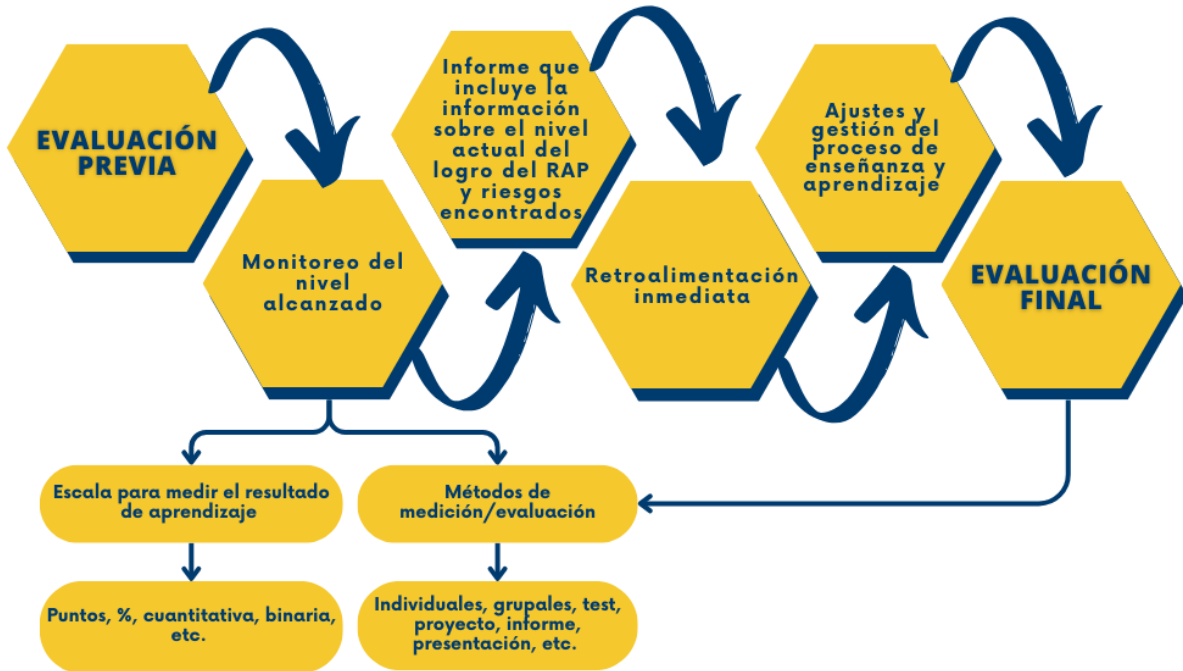 EVALUACIÓN
PREVIA
Monitoreo del
nivel
alcanzado
Informe que
incluye la
información
sobre el nivel
actual del
logro del RAP
y riesgos
encontrados
Retroalimentación
inmediata
Ajustes y
gestión del
proceso de
enseñanza y
aprendizaje
EVALUACIÓN
FINAL
Escala para medir el resultado
de aprendizaje
Métodos de
medición/evaluación
Puntos, %, cuantitativa, binaria,
etc.
Individuales, grupales, test,
proyecto, informe,
presentación, etc.